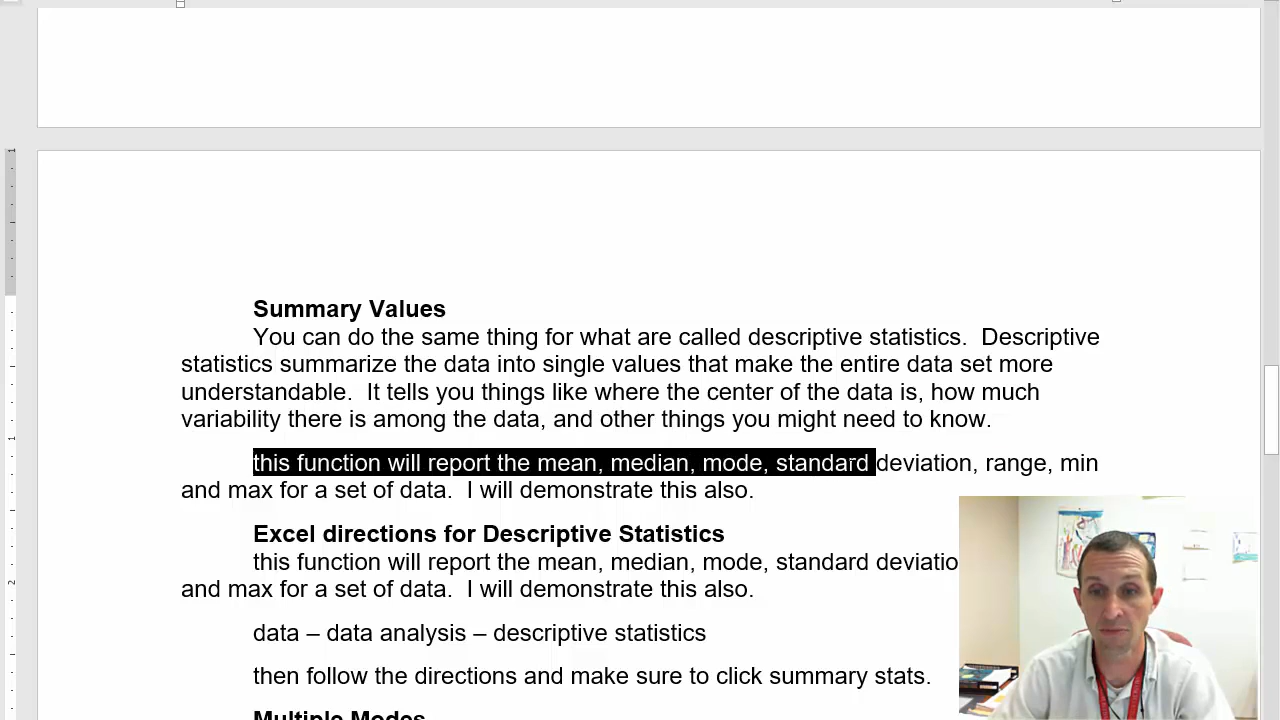 Summary Values
You can do the same thing for what are called descriptive statistics.  Descriptive
statistics summarize the data into single values that make the entire data set more
understandable.  It tells you things like where the center of the data is, how much
variability there is among the data, and other things you might need to know.
this function will report the mean, median, mode, standard deviation, range, min
and max for a set of data.  I will demonstrate this also.
Excel directions for Descriptive Statistics
this function will report the mean, median, mode, standard deviatio
and max for a set of data.  I will demonstrate this also.
data – data analysis – descriptive statistics
then follow the directions and make sure to click summary stats.
Multiple Modes